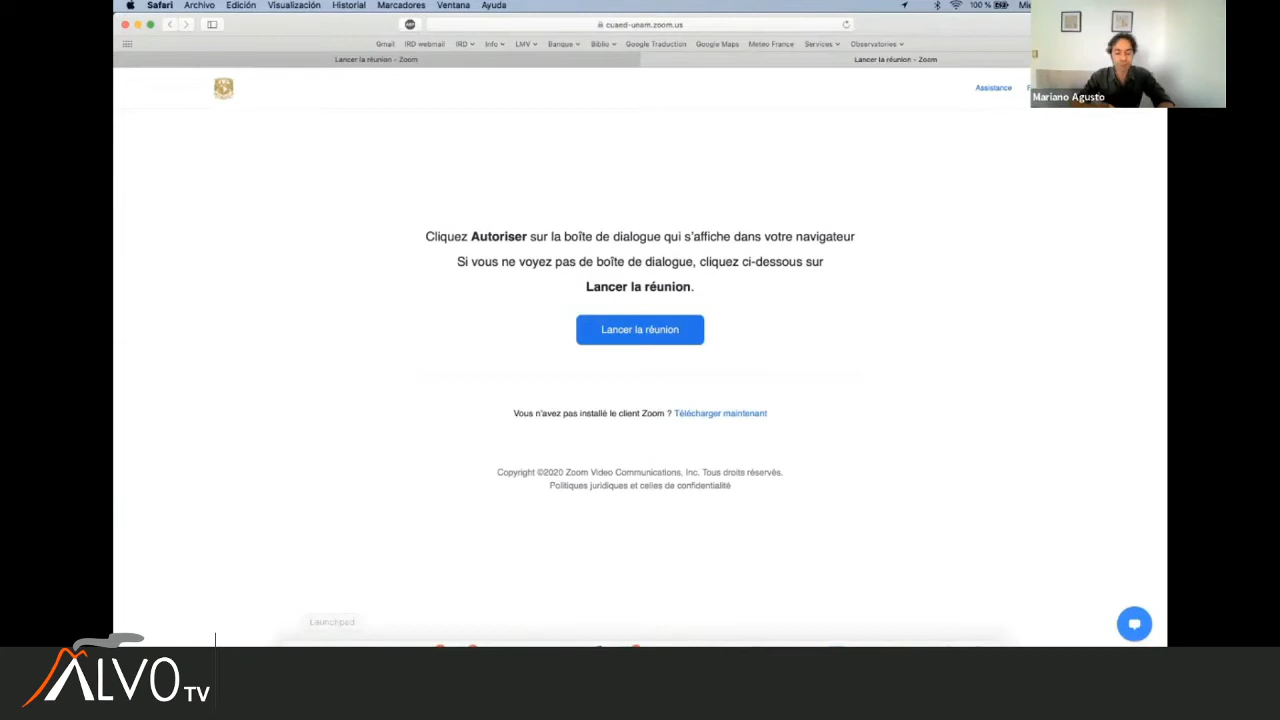 Safari Archivo Edición Visualización Historial Marcadores Ventana Ayuda 100 %
ABP cuaed-unam.zoom.us
Gmail IRD webmail IRD Info LMV Banque Biblio Google Traduction Google Maps Meteo France Services Observatoires
Lancer la réunion - Zoom Lancer la réunion - Zoom
Assistance
Mariano Agusto
Cliquez Autoriser sur la boîte de dialogue qui s'affiche dans votre navigateur
Si vous ne voyez pas de boîte de dialogue, cliquez ci-dessous sur
Lancer la réunion.
Lancer la réunion
Vous n'avez pas installé le client Zoom ? Télécharger maintenant
Copyright ©2020 Zoom Video Communications, Inc. Tous droits réservés.
Politiques juridiques et celles de confidentialité
Launchpad
ALVO TV